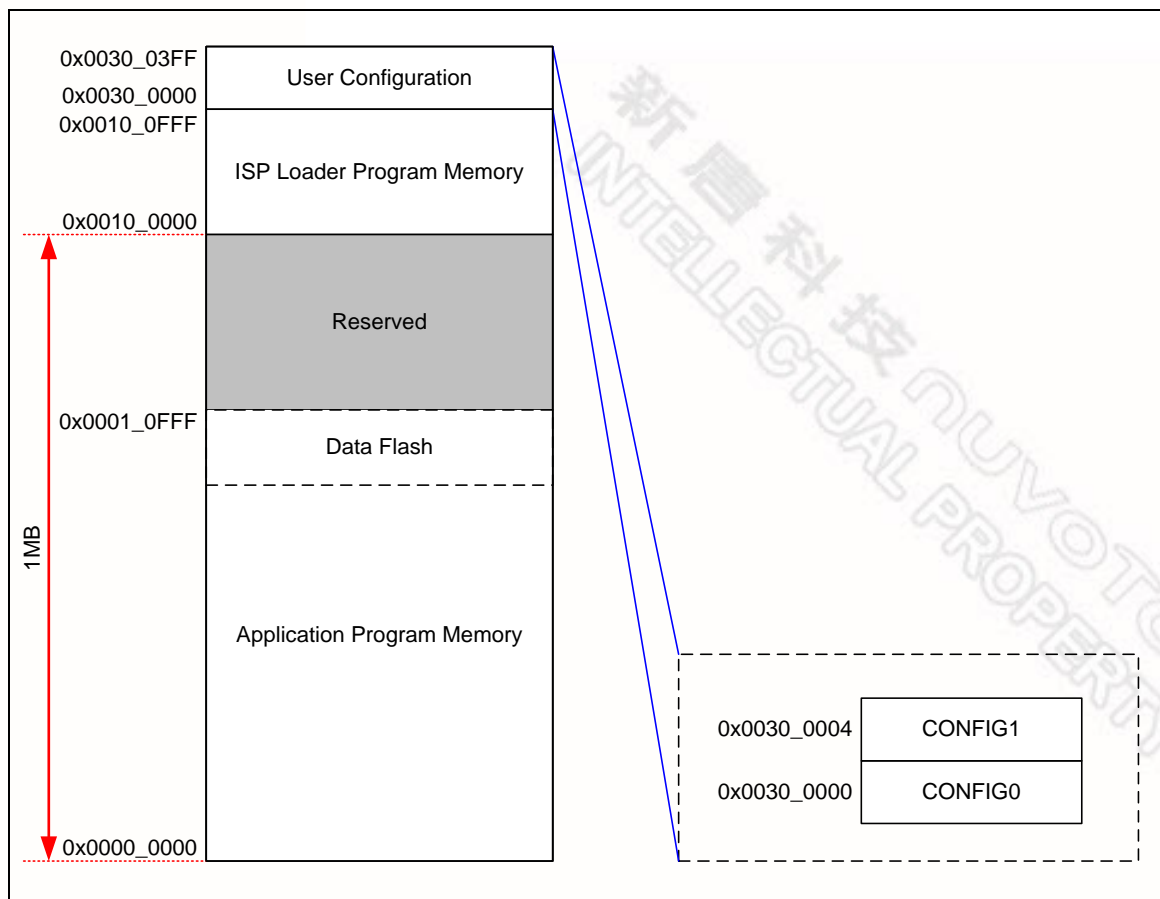 0x0030_03FF
User Configuration
0x0030_0000
0x0010_0FFF
ISP Loader Program Memory
0x0010_0000
Reserved
0x0001_0FFF
Data Flash
1MB
Application Program Memory
0x0000_0000
0x0030_0004
CONFIG1
0x0030_0000
CONFIG0
新唐科技 nuvoTo
INTELLECTUAL PROPERTY